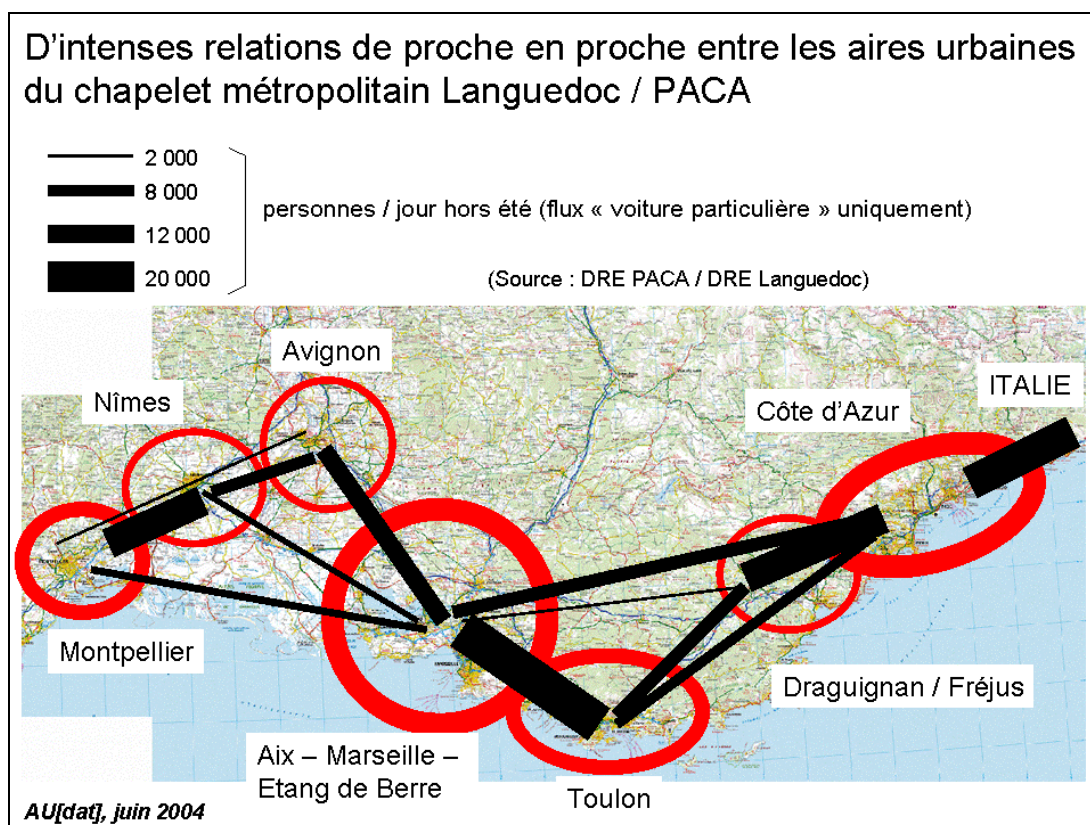 D'intenses relations de proche en proche entre les aires urbaines
du chapelet métropolitain Languedoc / PACA
2 000
8 000
12 000
20 000
personnes / jour hors été (flux « voiture particulière » uniquement)
(Source : DRE PACA / DRE Languedoc)
Avignon
Nîmes
ITALIE
Côte d'Azur
Montpellier
Draguignan / Fréjus
Aix – Marseille –
Etang de Berre
Toulon
AU[dat], juin 2004